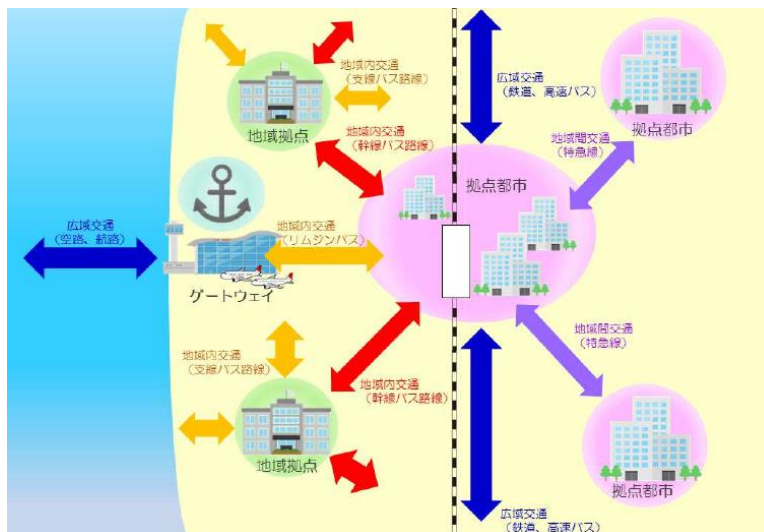 地域内交通
（支線バス路線）
広域交通
（鉄道、高速バス）
地域拠点
拠点都市
地域内交通
（幹線バス路線）
地域間交通
（特急線）
拠点都市
広域交通
（空路、航路）
地域内交通
（リムジンバス）
ゲートウェイ
地域間交通
（特急線）
地域内交通
（支線バス路線）
地域内交通
（幹線バス路線）
地域拠点
拠点都市
広域交通
（鉄道、高速バス）